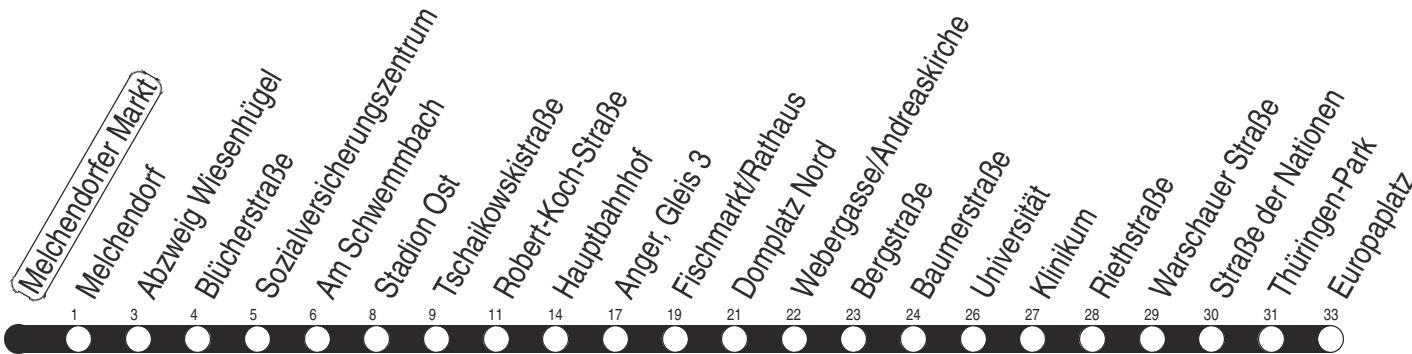 Melchendorfer Markt
Melchendorf
Abzweig Wiesenhügel
Blücherstraße
Sozialversicherungszentrum
Am Schwemmbach
Stadion Ost
Tschaikowskistraße
Robert-Koch-Straße
Hauptbahnhof
Anger, Gleis 3
Fischmarkt/Rathaus
Domplatz Nord
Webergasse/Andreaskirche
Bergstraße
Baumerstraße
Universität
Klinikum
Riethstraße
Warschauer Straße
Straße der Nationen
Thüringen-Park
Europaplatz
1 3 4 5 6 8 9 11 14 17 19 21 22 23 24 26 27 28 29 30 31 33